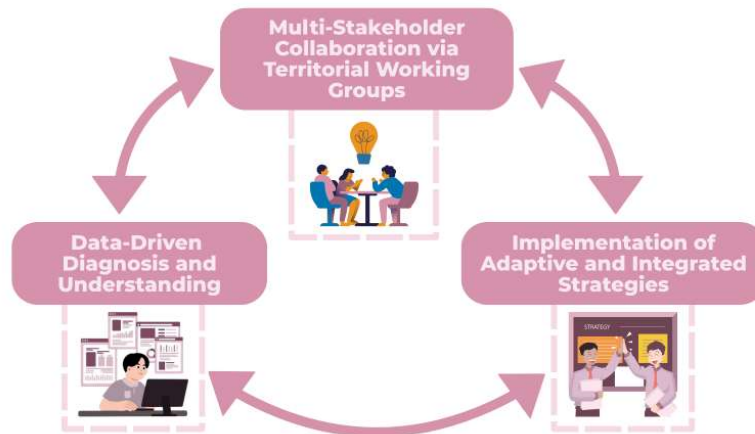 Multi-Stakeholder
Collaboration via
Territorial Working
Groups
Data-Driven
Diagnosis and
Understanding
Implementation of
Adaptive and Integrated
Strategies
STRATEGY